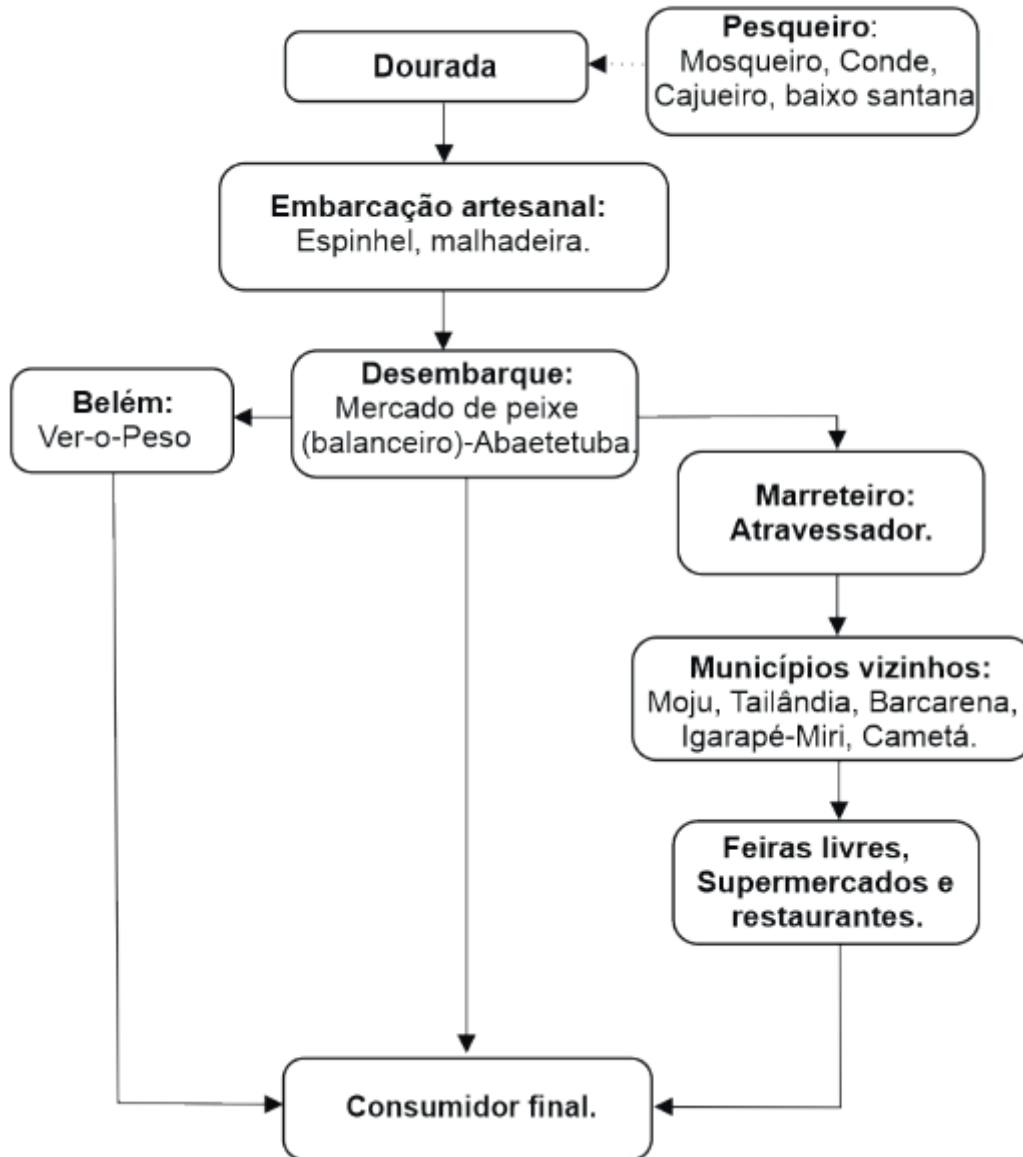 Dourada
Pesqueiro:
Mosqueiro, Conde,
Cajueiro, baixo santana
Embarcação artesanal:
Espinhel, malhadeira.
Desembarque:
Mercado de peixe
(balanceiro)-Abaetetuba.
Belém:
Ver-o-Peso
Marreteiro:
Atravessador.
Municípios vizinhos:
Moju, Tailândia, Barcarena,
Igarapé-Miri, Cametá.
Feiras livres,
Supermercados e
restaurantes.
Consumidor final.